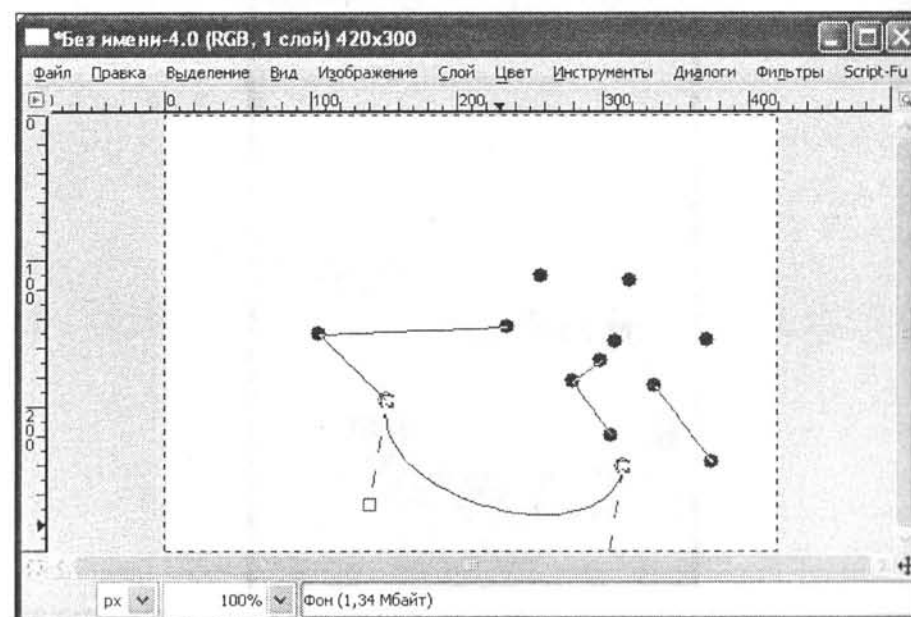 *Без имени-4.0 (RGB, 1 слой) 420x300
Файл Правка Выделение Вид Изображение Слой Цвет Инструменты Диалоги Фильтры Script-Fu
0 100 200 300 400
0
100
200
px 100% Фон (1,34 Мбайт)